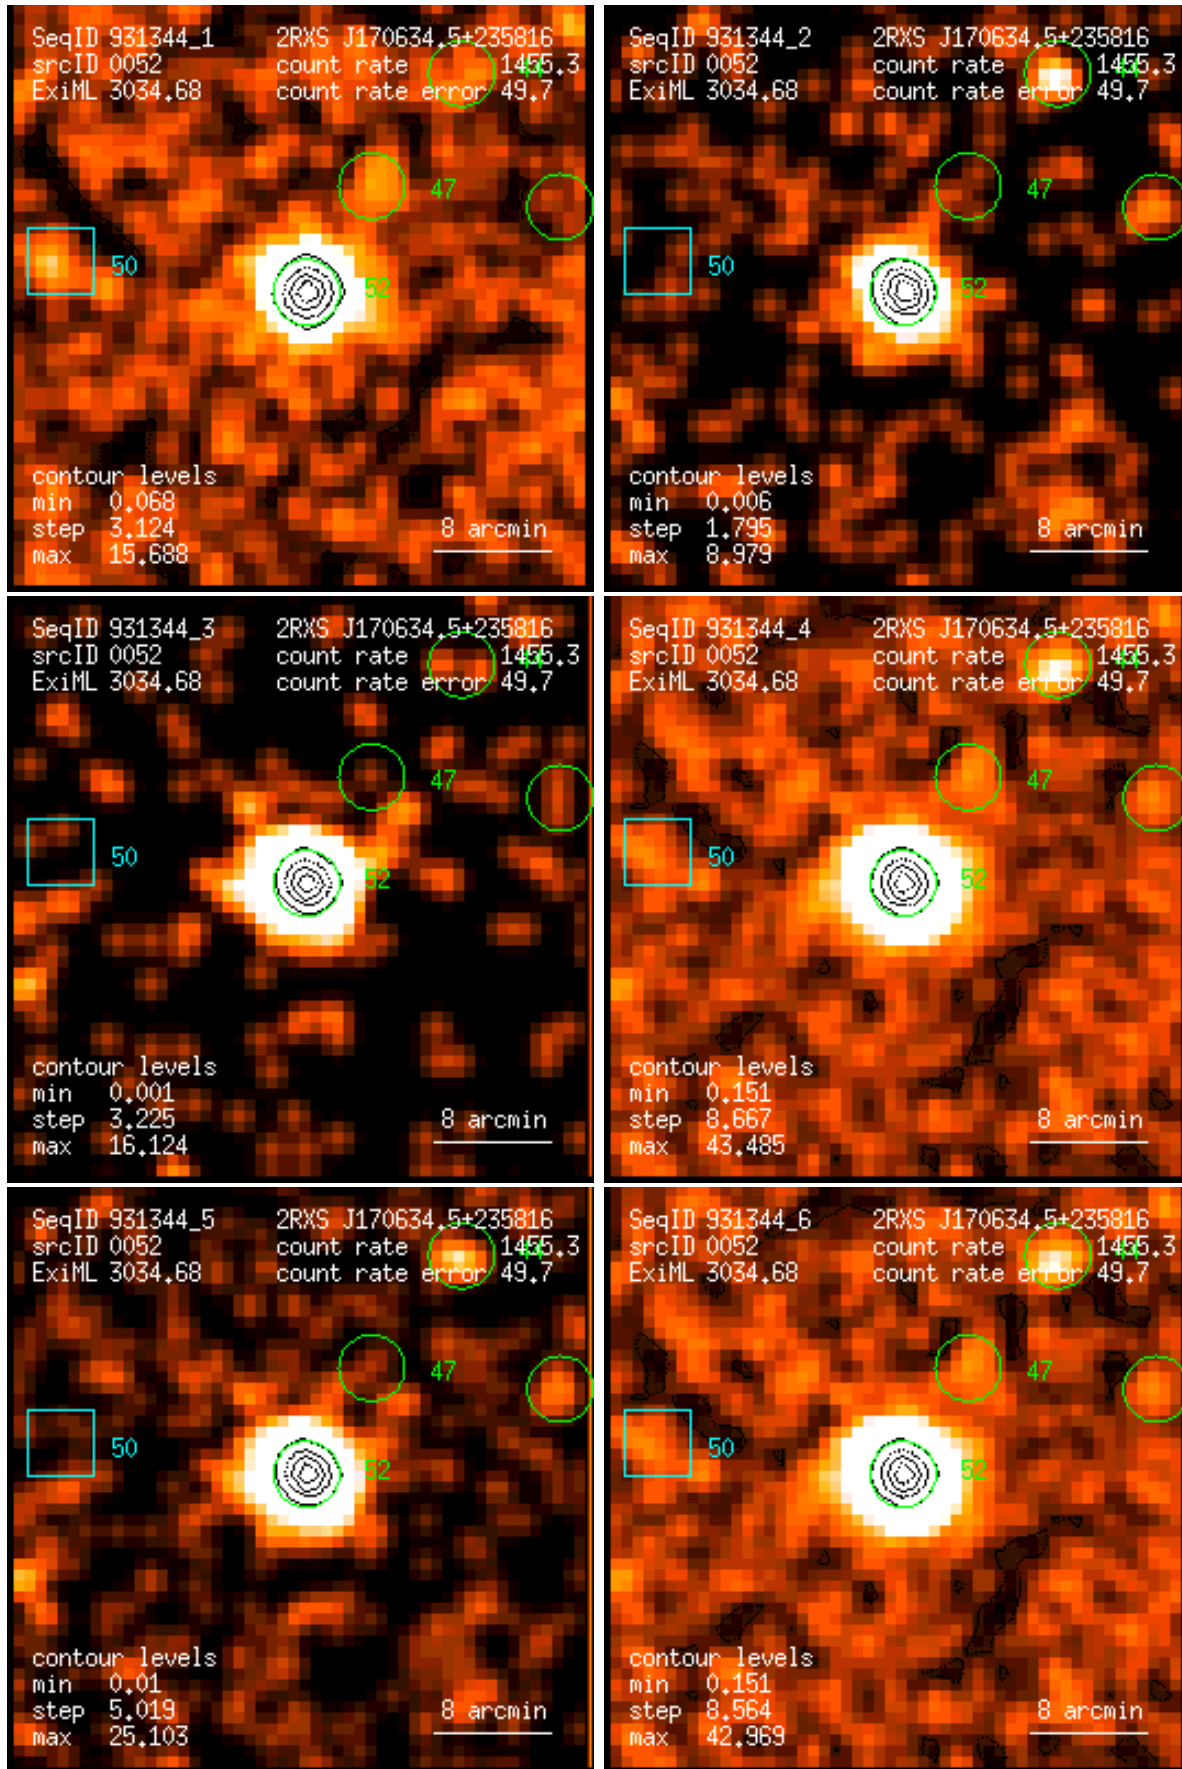 SeqID 931344_1 2RXS J170634.5+235816
srcID 0052 count rate 1455.3
ExiML 3034.68 count rate error 49.7
47
50
52
contour levels
min 0.068
step 3.124 8 arcmin
max 15.688
SeqID 931344_2 2RXS J170634.5+235816
srcID 0052 count rate 1455.3
ExiML 3034.68 count rate error 49.7
47
50
52
contour levels
min 0.006
step 1.795 8 arcmin
max 8.979
SeqID 931344_3 2RXS J170634.5+235816
srcID 0052 count rate 1455.3
ExiML 3034.68 count rate error 49.7
47
50
52
contour levels
min 0.001
step 3.225 8 arcmin
max 16.124
SeqID 931344_4 2RXS J170634.5+235816
srcID 0052 count rate 1455.3
ExiML 3034.68 count rate error 49.7
47
50
52
contour levels
min 0.151
step 8.667 8 arcmin
max 43.485
SeqID 931344_5 2RXS J170634.5+235816
srcID 0052 count rate 1455.3
ExiML 3034.68 count rate error 49.7
47
50
52
contour levels
min 0.01
step 5.019 8 arcmin
max 25.103
SeqID 931344_6 2RXS J170634.5+235816
srcID 0052 count rate 1455.3
ExiML 3034.68 count rate error 49.7
47
50
52
contour levels
min 0.151
step 8.564 8 arcmin
max 42.969